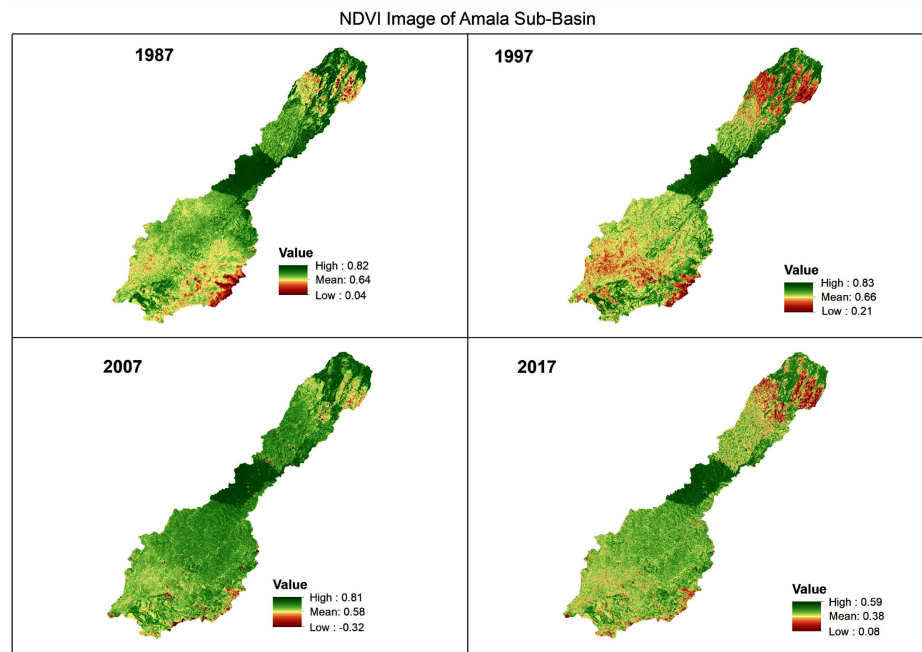 NDVI Image of Amala Sub-Basin
1987
Value
High : 0.82
Mean: 0.64
Low : 0.04
1997
Value
High : 0.83
Mean: 0.66
Low : 0.21
2007
Value
High : 0.81
Mean: 0.58
Low : -0.32
2017
Value
High : 0.59
Mean: 0.38
Low : 0.08